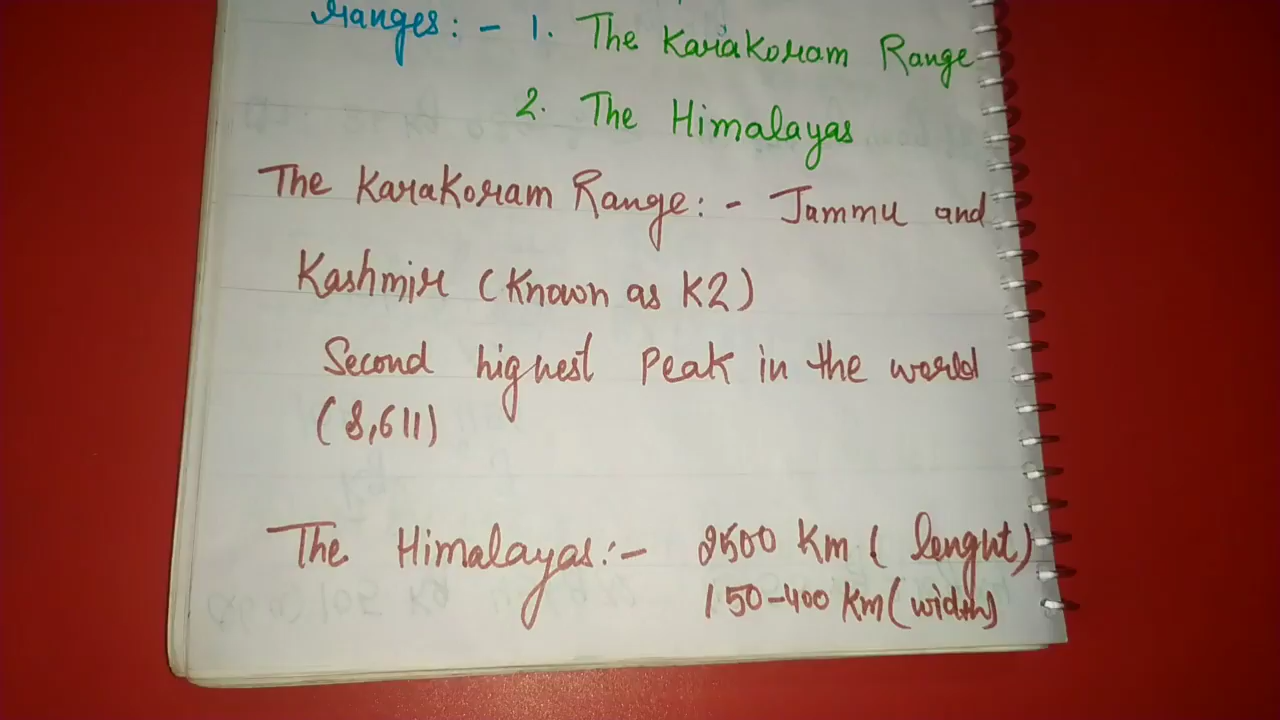 Ranges: - 1. The Karakoram Range
2. The Himalayas
The Karakoram Range: - Jammu and
Kashmir (Known as K2)
Second highest Peak in the world
(8,611)
The Himalayas:- 2500 Km ( lenght)
150-400 Km (width)